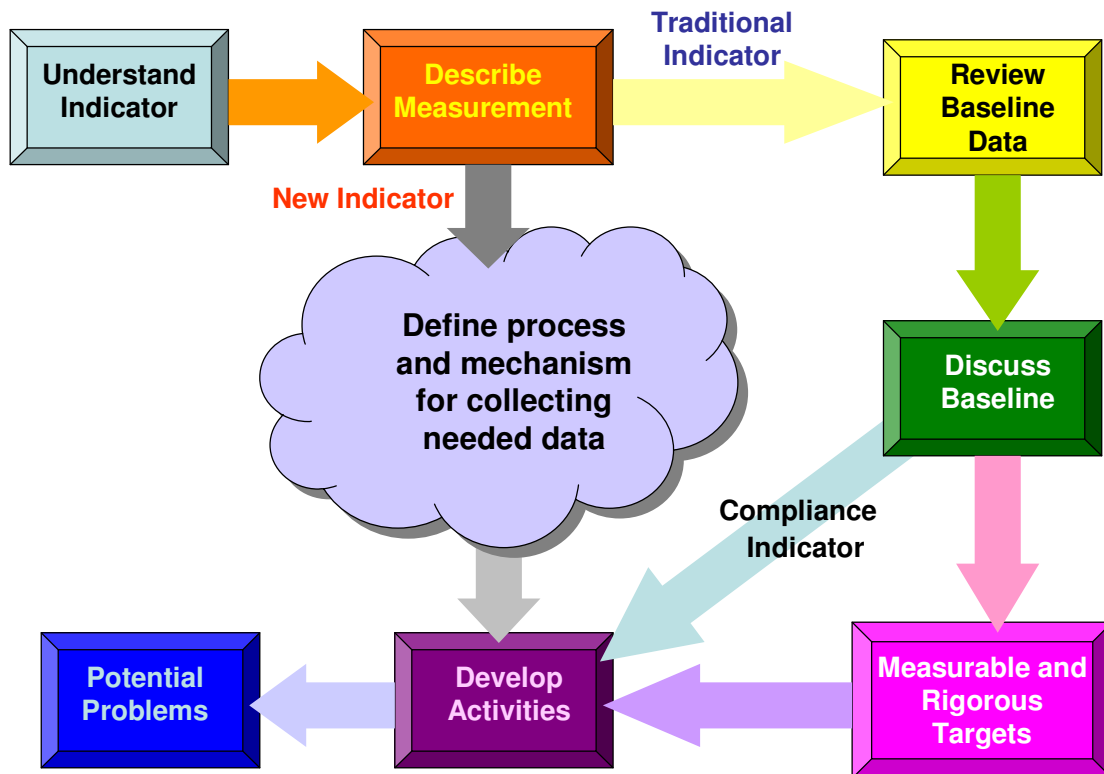 Understand
Indicator
Describe
Measurement
Traditional
Indicator
Review
Baseline
Data
New Indicator
Define process
and mechanism
for collecting
needed data
Discuss
Baseline
Compliance
Indicator
Potential
Problems
Develop
Activities
Measurable and
Rigorous
Targets